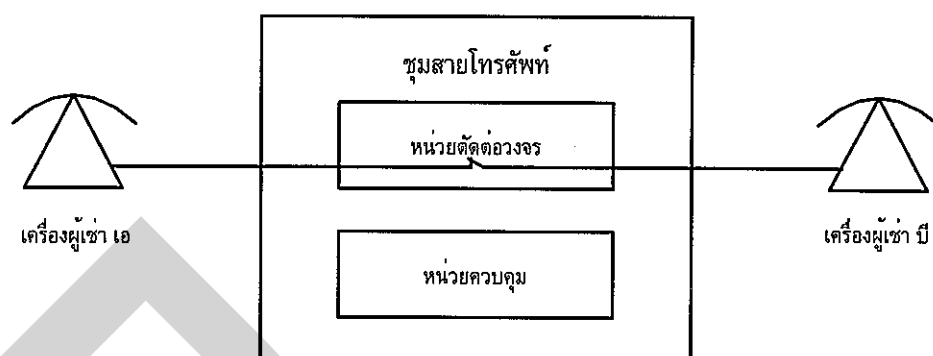 ชุมสายโทรศัพท์
หน่วยตัดต่อวงจร
เครื่องผู้เช่า เอ
เครื่องผู้เช่า บี
หน่วยควบคุม